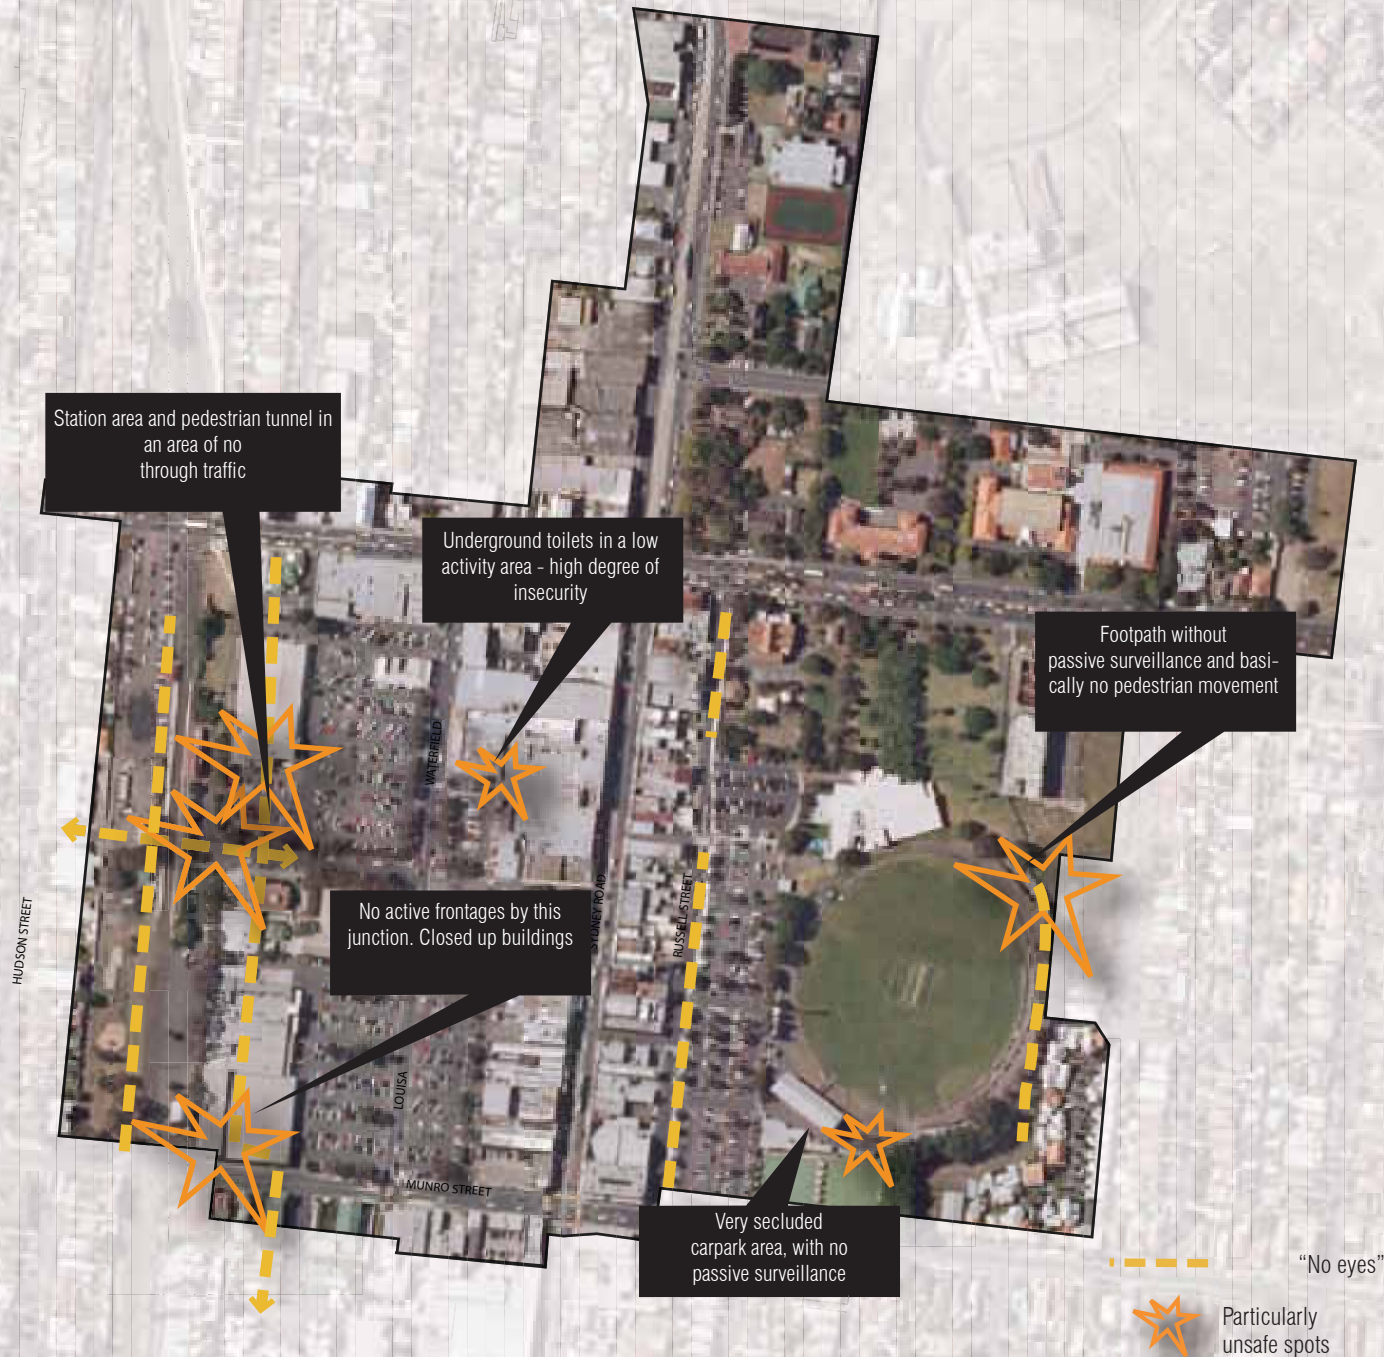 Station area and pedestrian tunnel in
an area of no
through traffic
Underground toilets in a low
activity area - high degree of
insecurity
Footpath without
passive surveillance and basi-
cally no pedestrian movement
WATERFIELD
HUDSON STREET
No active frontages by this
junction. Closed up buildings
SYDNEY ROAD
RUSSELL STREET
LOUISA
MUNRO STREET
Very secluded
carpark area, with no
passive surveillance
“No eyes”
Particularly
unsafe spots